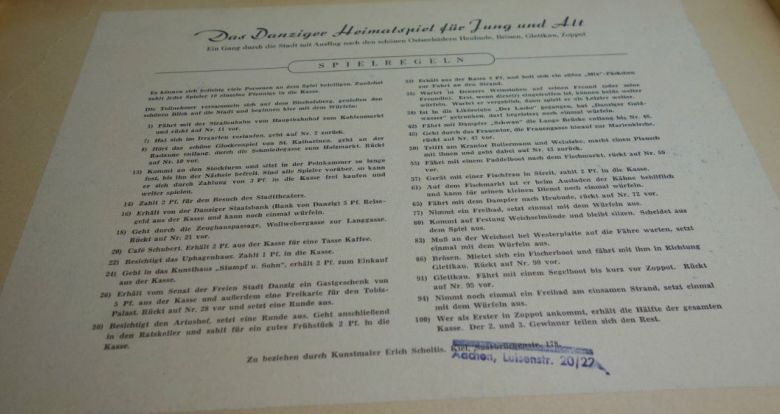 Das Danziger Heimatspiel für Jung und Alt
Ein Gang durch die Stadt mit Ausflug nach den schönen Ostseebädern Heubude, Brösen, Glettkau, Zoppot
SPIELREGELN
Es können sich beliebig viele Personen an dem Spiel beteiligen. Zunächst
zahlt jeder Spieler 10 einzelne Pfennige in die Kasse.
Die Teilnehmer versammeln sich auf dem Bischofsberg, genießen den
schönen Blick auf die Stadt und beginnen hier mit dem Würfeln:
Fährt mit der Straßenbahn vom Hauptbahnhof zum Kohlenmarkt
und rückt auf Nr. 11 vor.
7) Hat sich im Irrgarten verlaufen, geht auf Nr. 2 zurück.
Hört das schöne Glockenspiel von St. Katharinen, geht an der
Radaune entlang, durch die Schmiedegasse zum Holzmarkt. Rückt
auf Nr. 10 vor.
13) Kommt an den Stockturm und sitzt in der Peinkammer so lange
fest, bis ihn der Nächste befreit. Sind alle Spieler vorüber, so kann
er sich durch Zahlung von 3 Pf. in die Kasse frei kaufen und
weiter spielen.
14) Zahlt 2 Pf. für den Besuch des Stadttheaters.
16) Erhält von der Danziger Staatsbank (Bank von Danzig) 5 Pf. Reise-
geld aus der Kasse und kann noch einmal würfeln.
18) Geht durch die Zeughauspassage, Wollwebergasse zur Langgasse.
Rückt auf Nr. 21 vor.
20) Café Schubert. Erhält 2 Pf. aus der Kasse für eine Tasse Kaffee.
22) Besichtigt das Uphagenhaus. Zahlt 1 Pf. in die Kasse.
24) Geht in das Kunsthaus „Stumpf u. Sohn“, erhält 2 Pf. zum Einkauf
aus der Kasse.
26) Erhält vom Senat der Freien Stadt Danzig ein Gastgeschenk von
5 Pf. aus der Kasse und außerdem eine Freikarte für den Tobis-
Palast. Rückt auf Nr. 28 vor und setzt eine Runde aus.
30) Besichtigt den Artushof, setzt eine Runde aus. Geht anschließend
in den Ratskeller und zahlt für ein gutes Frühstück 2 Pf. in die
Kasse.
Erhält aus der Kasse 3 Pf. und holt sich ein süßes „Mix“-Päckchen
zur Fahrt an den Strand.
Wartet in unserer Weinstuben auf seinen Freund (oder seine
Freundin). Erst, wenn diese(r) eingetroffen ist, können beide weiter
würfeln. Wartet er vergeblich, dann spielt er als Letzter weiter.
Ist in die Likörstube „Der Lachs“ gegangen, hat „Danziger Gold-
wasser“ getrunken, darf trotzdem noch einmal würfeln.
Fährt mit Dampfer „Schwan“ die Lange Brücke entlang bis Nr. 46.
Geht durch das Frauentor, die Frauengasse hinauf zur Marienkirche,
rückt auf Nr. 47 vor.
Trifft am Krantor Bollermann und Welutzke, macht einen Plausch
mit ihnen und geht dabei auf Nr. 43 zurück.
Fährt mit einem Paddelboot nach dem Fischmarkt, rückt auf Nr. 59
vor.
57) Gerät mit einer Fischfrau in Streit, zahlt 2 Pf. in die Kasse.
61) Auf dem Fischmarkt ist er beim Ausladen der Kähne behilflich
und kann für seinen kleinen Dienst noch einmal würfeln.
65) Fährt mit dem Dampfer nach Heubude, rückt auf Nr. 72 vor.
77) Nimmt ein Freibad, setzt einmal mit dem Würfeln aus.
80) Kommt auf Festung Weichselmünde und bleibt sitzen. Scheidet aus
dem Spiel aus.
83) Muß an der Weichsel bei Westerplatte auf die Fähre warten, setzt
einmal mit dem Würfeln aus.
86) Brösen. Mietet sich ein Fischerboot und fährt mit ihm in Richtung
Glettkau. Rückt auf Nr. 90 vor.
91) Glettkau. Fährt mit einem Segelboot bis kurz vor Zoppot. Rückt
auf Nr. 95 vor.
94) Nimmt noch einmal ein Freibad am einsamen Strand, setzt einmal
mit dem Würfeln aus.
100) Wer als Erster in Zoppot ankommt, erhält die Hälfte der gesamten
Kasse. Der 2. und 3. Gewinner teilen sich den Rest.
Zu beziehen durch Kunstmaler Erich Scholtis, Kiel,
Aachen, Luisenstr. 20/27